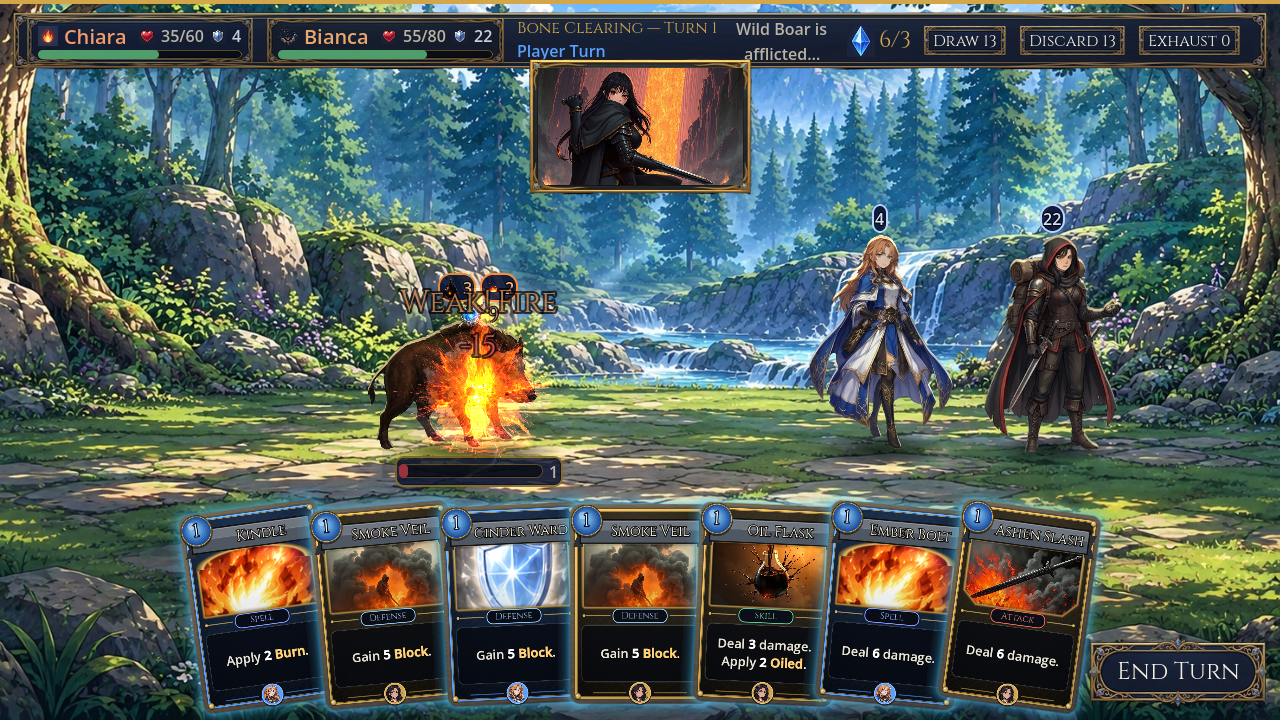 Chiara 35/60 4
Bianca 55/80 22
Bone Clearing — Turn 1
Player Turn
Wild Boar is
afflicted...
6/3
Draw 13
Discard 13
Exhaust 0
4
22
3 2
Weak! Fire
9
-15
1
1
Kindle
Spell
Apply 2 Burn.
1
Smoke Veil
Defense
Gain 5 Block.
1
Cinder Ward
Defense
Gain 5 Block.
1
Smoke Veil
Defense
Gain 5 Block.
1
Oil Flask
Skill
Deal 3 damage.
Apply 2 Oiled.
1
Ember Bolt
Spell
Deal 6 damage.
1
Ashen Slash
Attack
Deal 6 damage.
End Turn